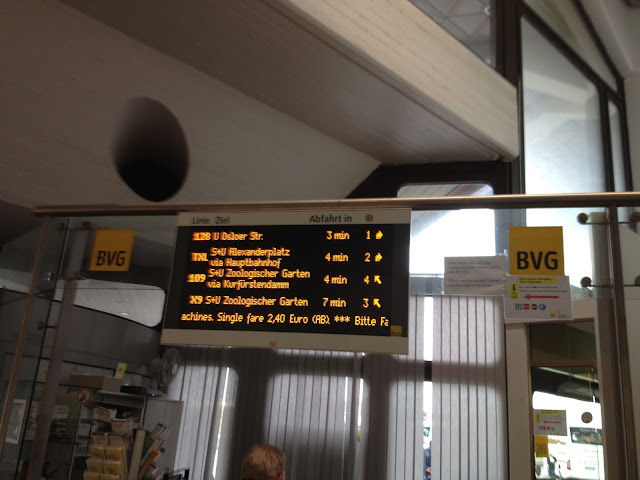 Linie Ziel Abfahrt in
128 U Osloer Str. 3 min 1
TXL S+U Alexanderplatz via Hauptbahnhof 4 min 2
109 S+U Zoologischer Garten via Kurfürstendamm 4 min 4
X9 S+U Zoologischer Garten 7 min 3
achines. Single fare 2,40 Euro (AB). *** Bitte Fa
BVG
BVG
BVG